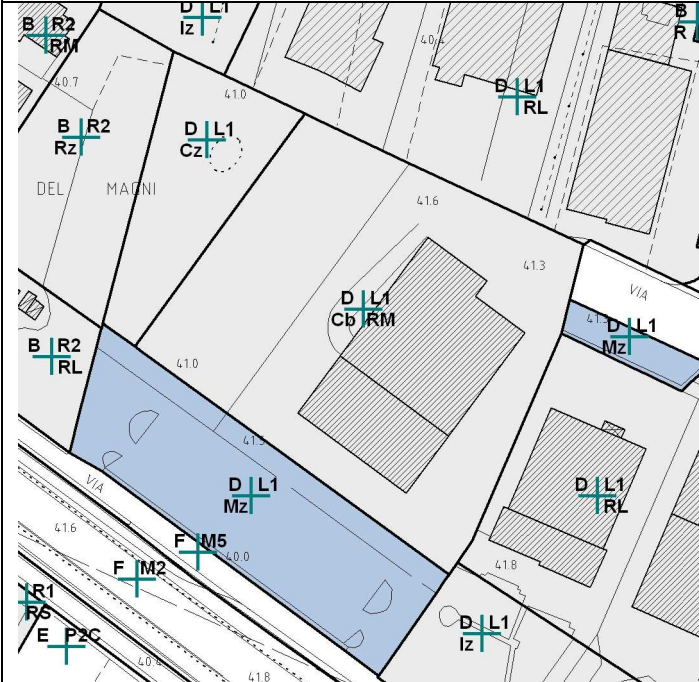 D L1
Iz
B R2
RM
B
R
40.4
40.7
41.0
D L1
RL
B R2
Rz
D L1
Cz
DEL MAGNI
41.6
41.3
VIA
D L1
Cb RM
D L1
Mz
B R2
RL
41.0
41.5
VIA
D L1
Mz
D L1
RL
41.6
F M5
40.0
F M2
41.8
R1
RS
E P2C
D L1
Iz
40.4
41.8